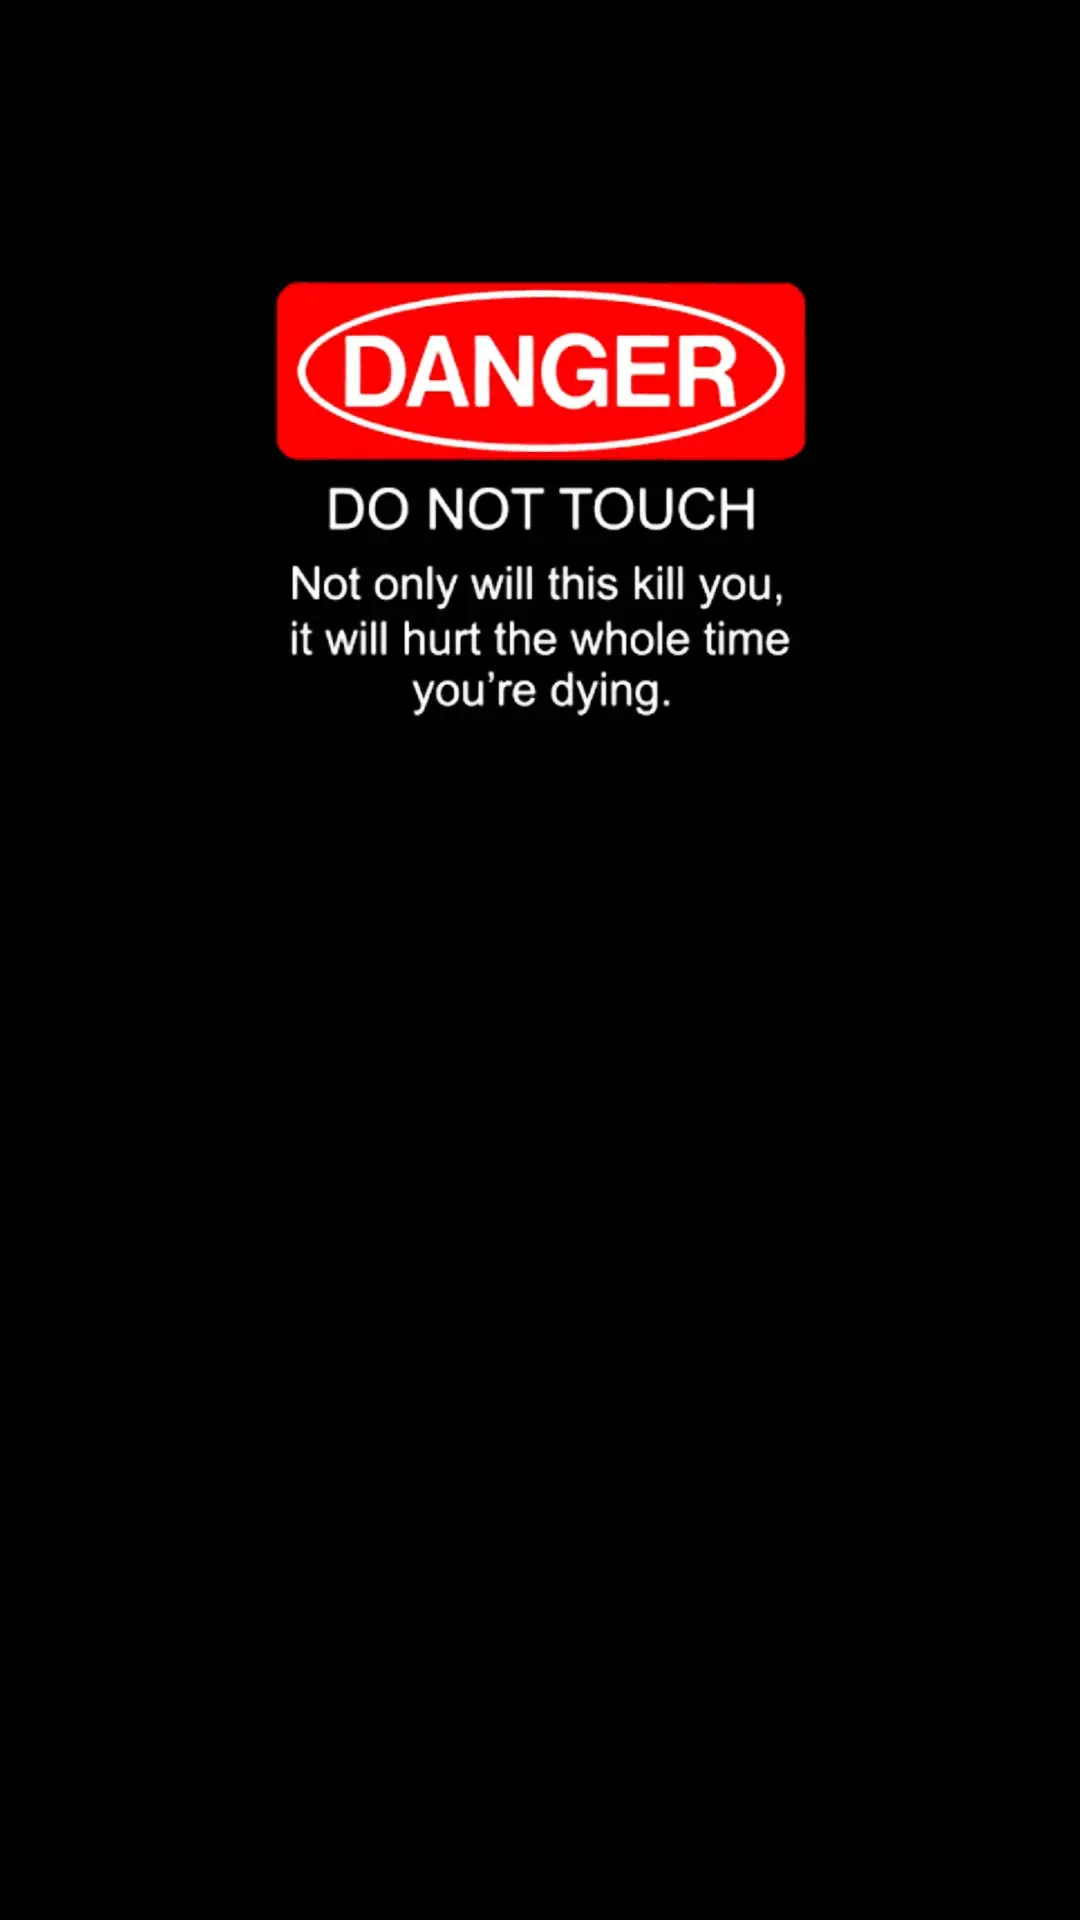 DANGER
DO NOT TOUCH
Not only will this kill you,
it will hurt the whole time
you’re dying.